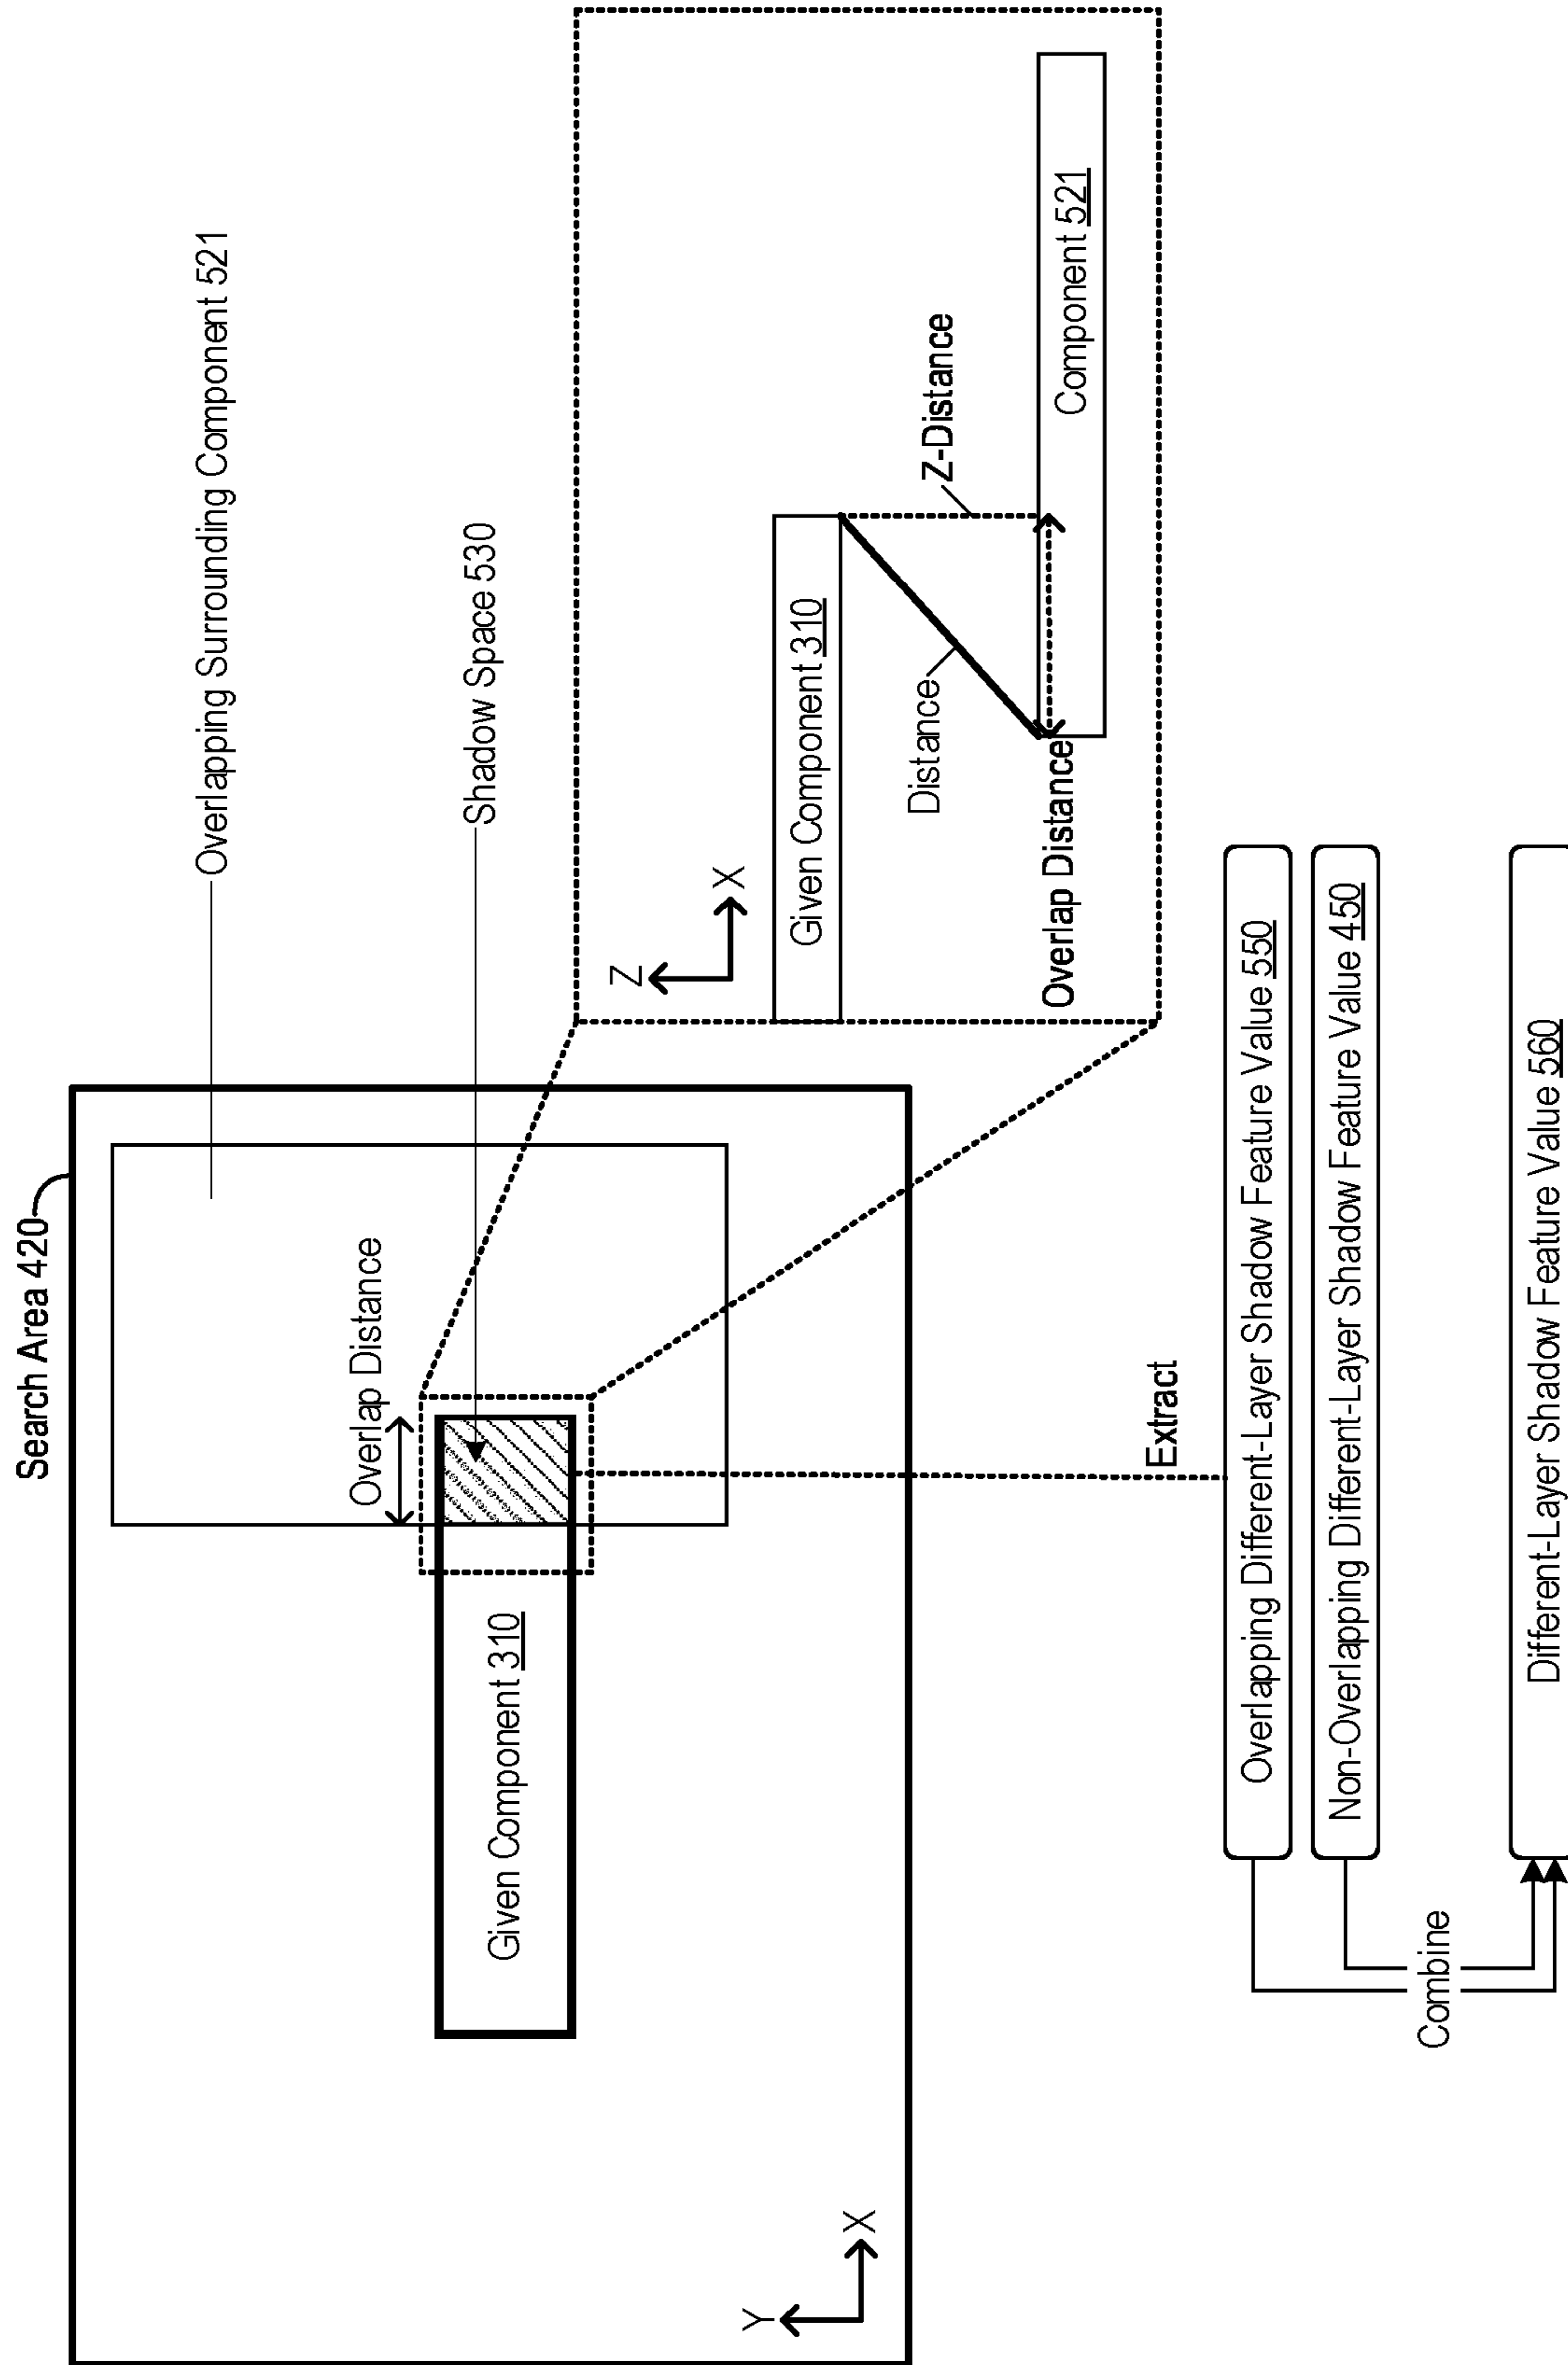 Search Area 420
Overlapping Surrounding Component 521
Overlap Distance
Shadow Space 530
Given Component 310
Y
X
Z
X
Given Component 310
Distance
Z-Distance
Overlap Distance
Component 521
Extract
Overlapping Different-Layer Shadow Feature Value 550
Non-Overlapping Different-Layer Shadow Feature Value 450
Combine
Different-Layer Shadow Feature Value 560